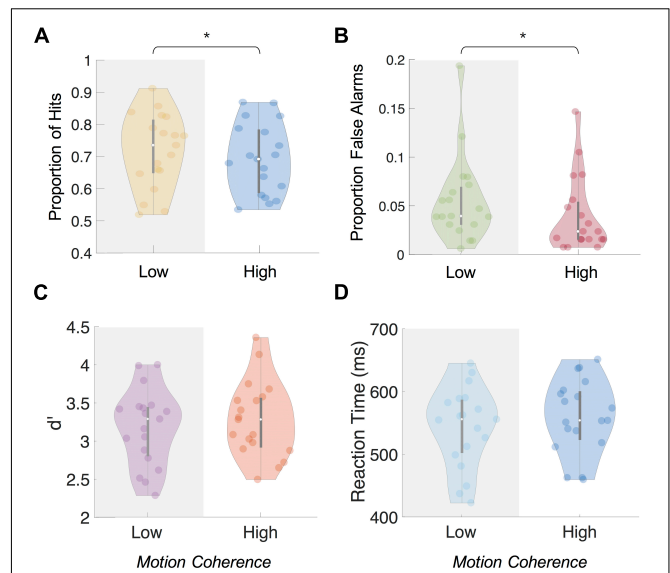 A
*
Proportion of Hits
1
0.9
0.8
0.7
0.6
0.5
0.4
Low
High
B
*
Proportion False Alarms
0.2
0.15
0.1
0.05
0
Low
High
C
d'
4.5
4
3.5
3
2.5
2
Low
High
Motion Coherence
D
Reaction Time (ms)
700
600
500
400
Low
High
Motion Coherence